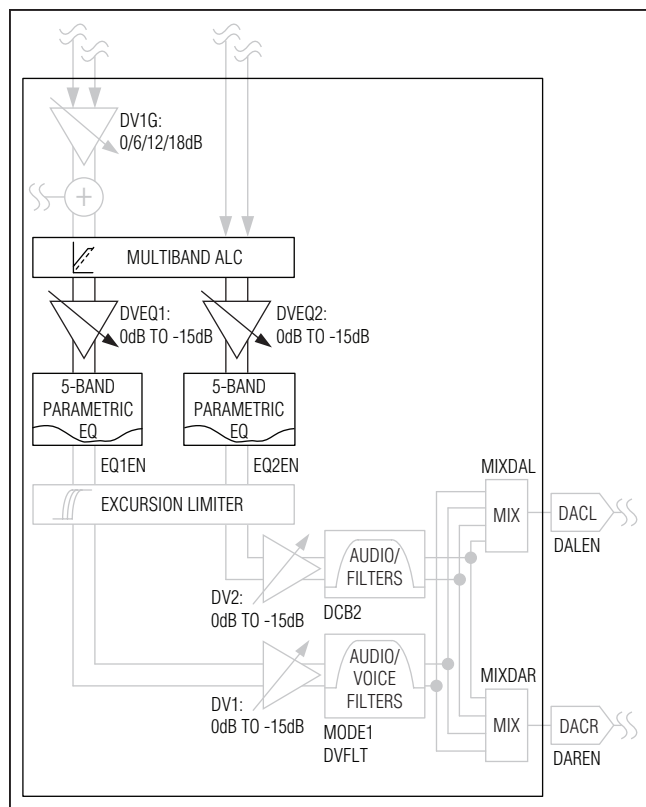 DV1G:
0/6/12/18dB
+
MULTIBAND ALC
DVEQ1:
0dB TO -15dB
DVEQ2:
0dB TO -15dB
5-BAND
PARAMETRIC
EQ
5-BAND
PARAMETRIC
EQ
EQ1EN
EQ2EN
EXCURSION LIMITER
MIXDAL
MIX
DACL
DALEN
AUDIO/
FILTERS
DV2:
0dB TO -15dB
DCB2
AUDIO/
VOICE
FILTERS
DV1:
0dB TO -15dB
MODE1
DVFLT
MIXDAR
MIX
DACR
DAREN